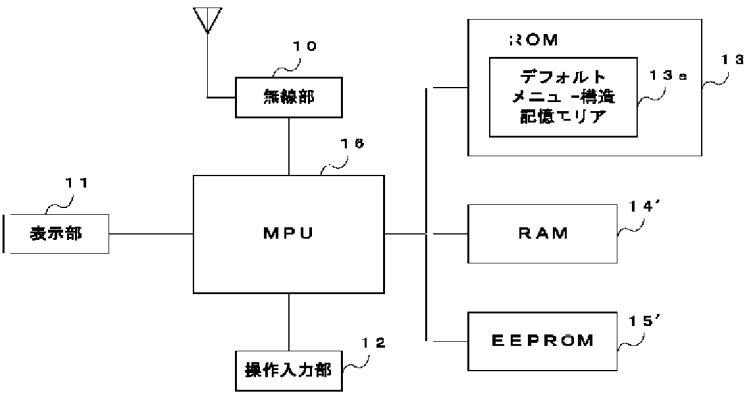 10
無線部
ROM
デフォルト
メニュー構造
記憶エリア
13a
13
16
MPU
11
表示部
RAM
14'
EEPROM
15'
操作入力部
12